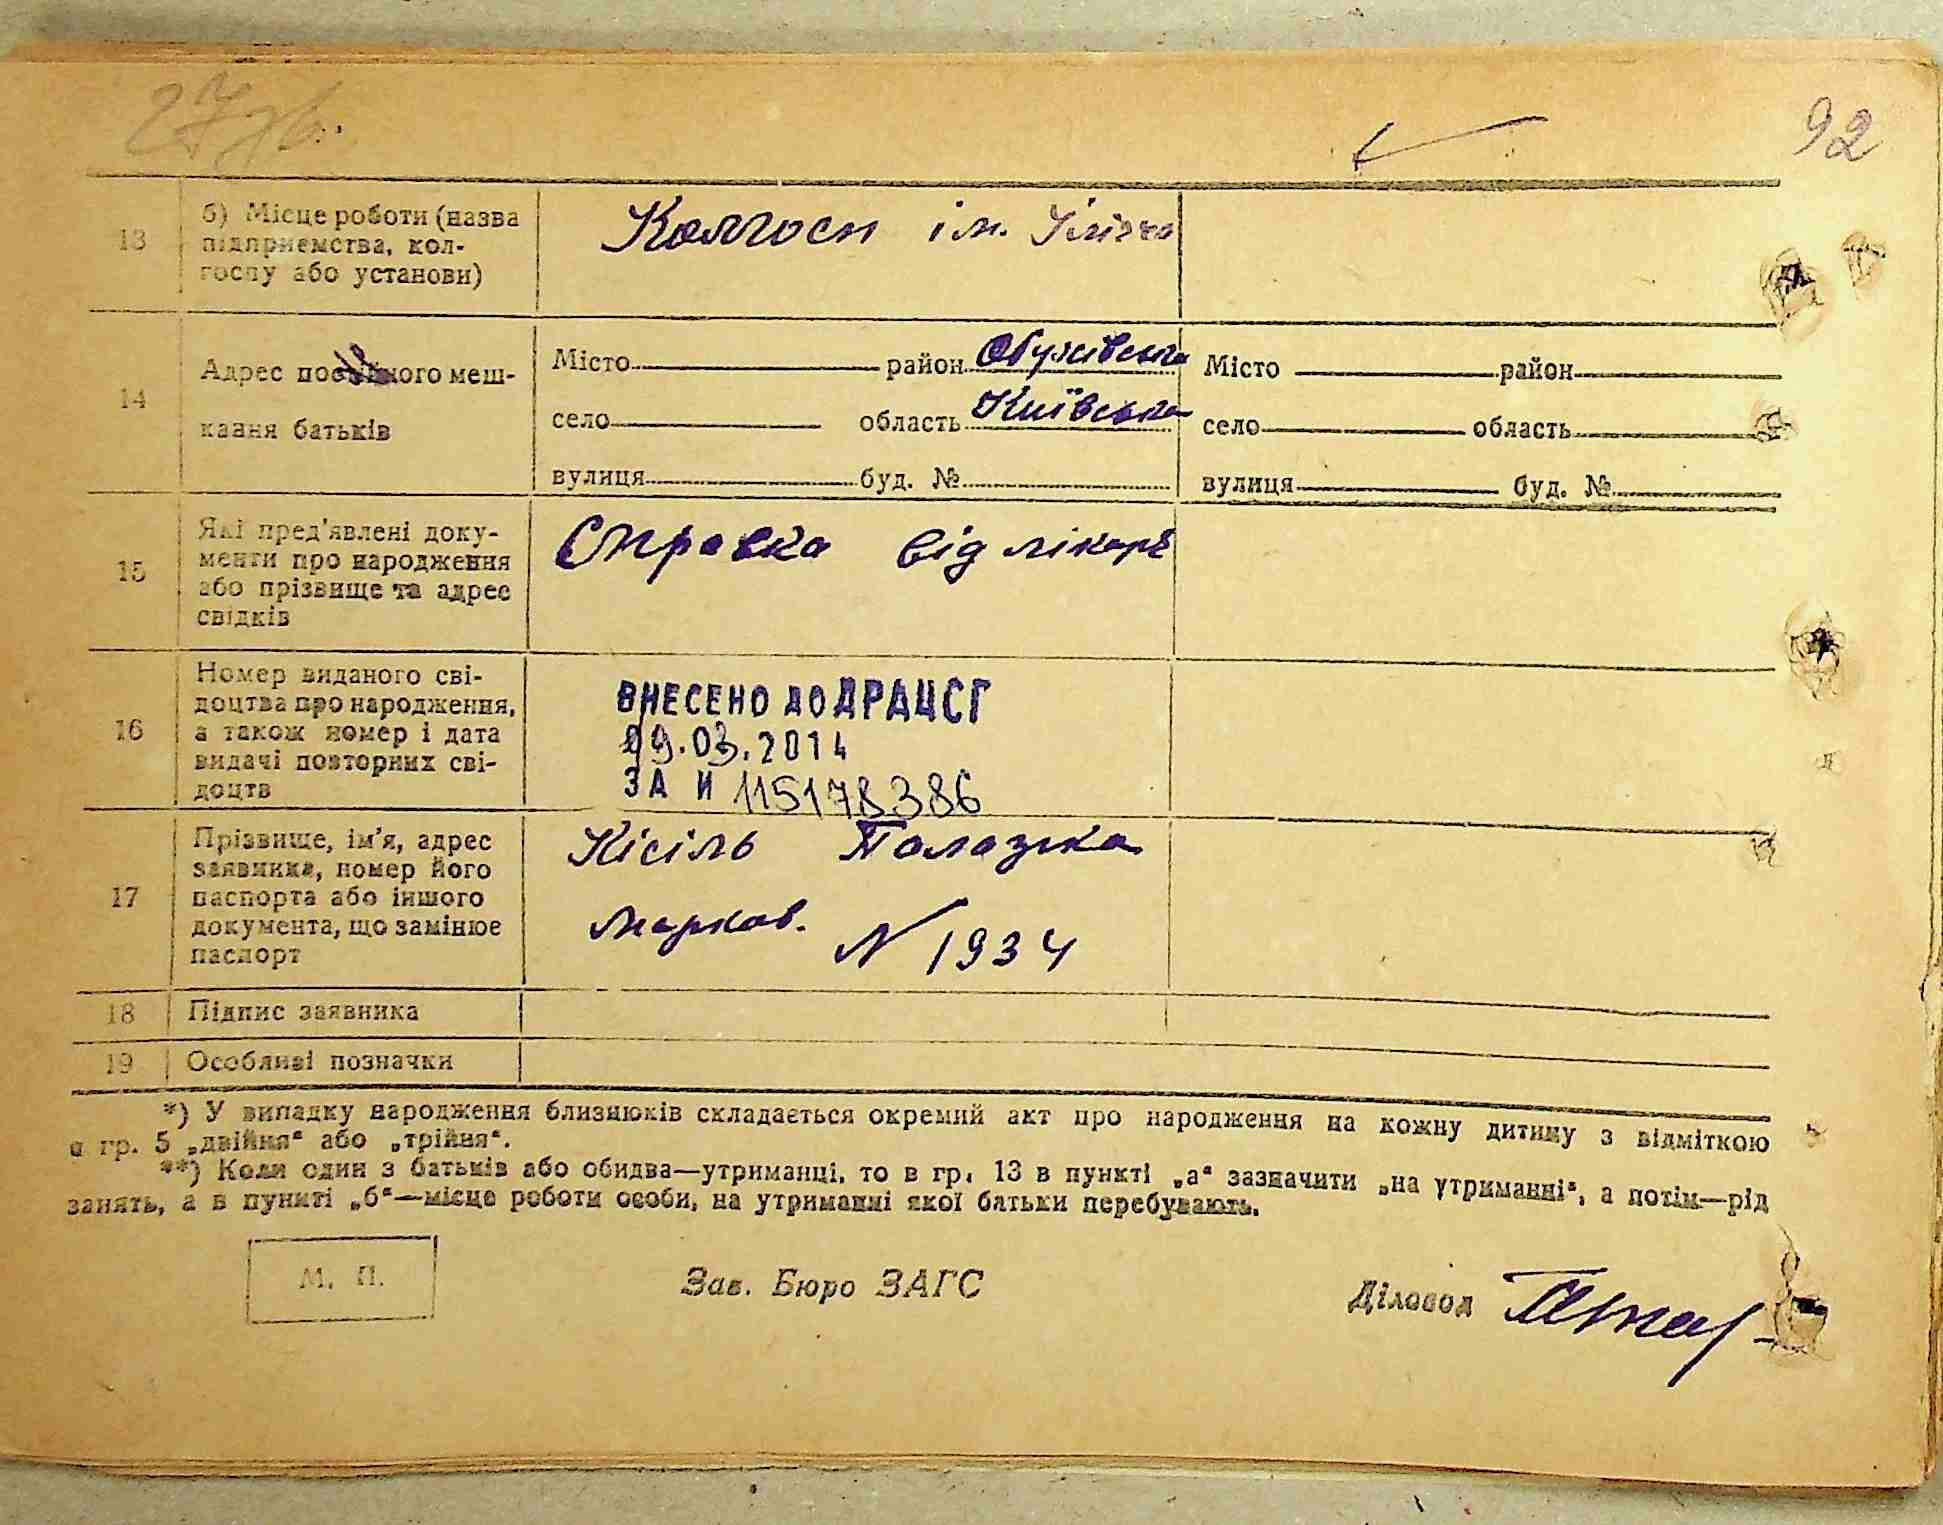 92
13
б) Місце роботи (назва
підприємства, кол-
госпу або установи)
Колгосп ім. Ілліча
14
Адрес постійного меш-
кання батьків
Місто район Обухівська
село область Київська
вулиця буд. №
Місто район
село область
вулиця буд. №
15
Які пред'явлені доку-
менти про народження
або прізвище та адрес
свідків
Справка від лікаря
16
Номер виданого сві-
доцтва про народження,
а також номер і дата
видачі повторних сві-
доцтв
ВНЕСЕНО ДО ДРАЦСГ
09.03.2014
ЗА И 115178386
17
Прізвище, ім'я, адрес
заявника, номер його
паспорта або іншого
документа, що замінює
паспорт
Кісіль Палазка
Марков. N 1934
18
Підпис заявника
19
Особливі позначки
*) У випадку народження близнюків складається окремий акт про народження на кожну дитину з відміткою
в гр. 5 „двійня“ або „трійня“.
**) Коли один з батьків або обидва—утриманці, то в гр. 13 в пункті „а“ зазначити „на утриманні“, а потім—рід
занять, а в пункті „б“—місце роботи особи, на утриманні якої батьки перебувають.
М. П.
Зав. Бюро ЗАГС
Діловод